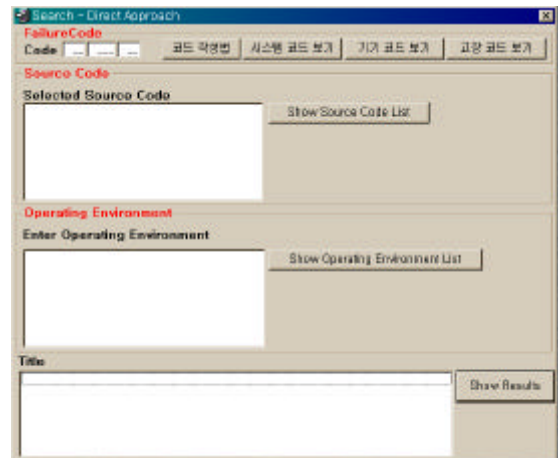 Search - Direct Approach
FailureCode
Code 코드 작성법 시스템 코드 보기 기기 코드 보기 고장 코드 보기
Source Code
Selected Source Code
Show Source Code List
Operating Environment
Enter Operating Environment
Show Operating Environment List
Title
Show Results